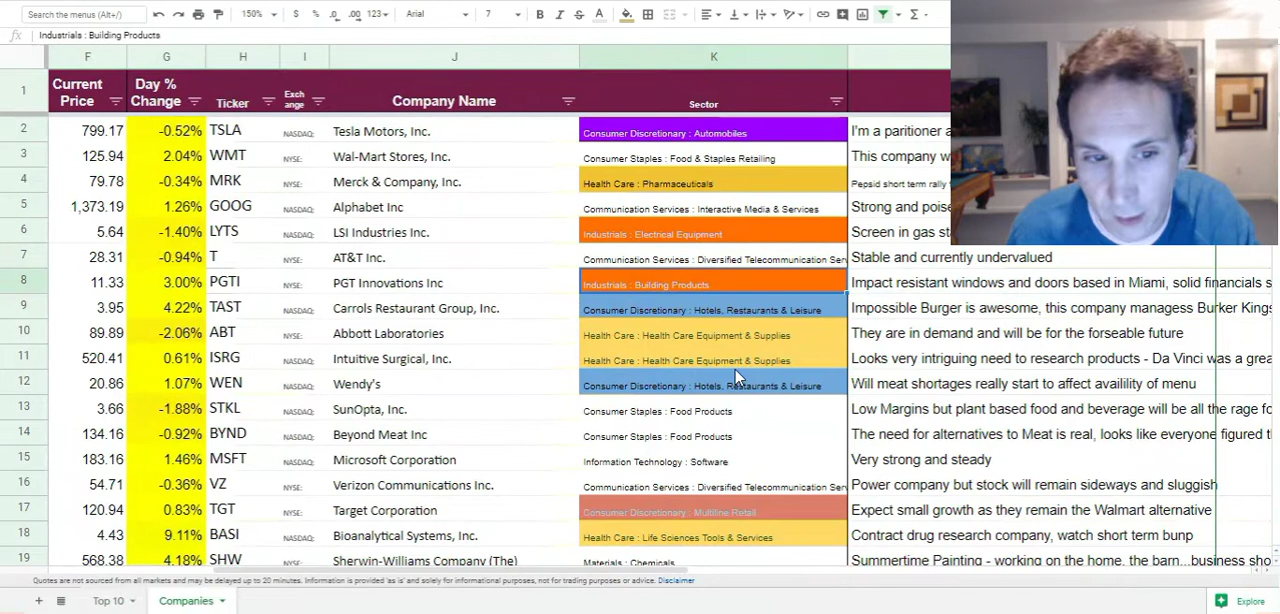 Search the menus (Alt+/) 150% $ % .0 .00 123 Arial 7 B I S A
fx Industrials : Building Products
F G H I J K
1 Current Price Day % Change Ticker Exch ange Company Name Sector
2 799.17 -0.52% TSLA NASDAQ: Tesla Motors, Inc. Consumer Discretionary : Automobiles I'm a paritioner a
3 125.94 2.04% WMT NYSE: Wal-Mart Stores, Inc. Consumer Staples : Food & Staples Retailing This company w
4 79.78 -0.34% MRK NYSE: Merck & Company, Inc. Health Care : Pharmaceuticals Pepsid short term rally
5 1,373.19 1.26% GOOG NASDAQ: Alphabet Inc Communication Services : Interactive Media & Services Strong and poise
6 5.64 -1.40% LYTS NASDAQ: LSI Industries Inc. Industrials : Electrical Equipment Screen in gas st
7 28.31 -0.94% T NYSE: AT&T Inc. Communication Services : Diversified Telecommunication Serv Stable and currently undervalued
8 11.33 3.00% PGTI NYSE: PGT Innovations Inc Industrials : Building Products Impact resistant windows and doors based in Miami, solid financials s
9 3.95 4.22% TAST NASDAQ: Carrols Restaurant Group, Inc. Consumer Discretionary : Hotels, Restaurants & Leisure Impossible Burger is awesome, this company managess Burker Kings
10 89.89 -2.06% ABT NYSE: Abbott Laboratories Health Care : Health Care Equipment & Supplies They are in demand and will be for the forseable future
11 520.41 0.61% ISRG NASDAQ: Intuitive Surgical, Inc. Health Care : Health Care Equipment & Supplies Looks very intriguing need to research products - Da Vinci was a grea
12 20.86 1.07% WEN NASDAQ: Wendy's Consumer Discretionary : Hotels, Restaurants & Leisure Will meat shortages really start to affect availility of menu
13 3.66 -1.88% STKL NASDAQ: SunOpta, Inc. Consumer Staples : Food Products Low Margins but plant based food and beverage will be all the rage fo
14 134.16 -0.92% BYND NASDAQ: Beyond Meat Inc Consumer Staples : Food Products The need for alternatives to Meat is real, looks like everyone figured t
15 183.16 1.46% MSFT NASDAQ: Microsoft Corporation Information Technology : Software Very strong and steady
16 54.71 -0.36% VZ NYSE: Verizon Communications Inc. Communication Services : Diversified Telecommunication Serv Power company but stock will remain sideways and sluggish
17 120.94 0.83% TGT NYSE: Target Corporation Consumer Discretionary : Multiline Retail Expect small growth as they remain the Walmart alternative
18 4.43 9.11% BASI NASDAQ: Bioanalytical Systems, Inc. Health Care : Life Sciences Tools & Services Contract drug research company, watch short term bunp
19 568.38 4.18% SHW NYSE: Sherwin-Williams Company (The) Materials : Chemicals Summertime Painting - working on the home, the barn...business sho
Quotes are not sourced from all markets and may be delayed up to 20 minutes. Information is provided 'as is' and solely for informational purposes, not for trading purposes or advice. Disclaimer
+ Top 10 Companies Explore